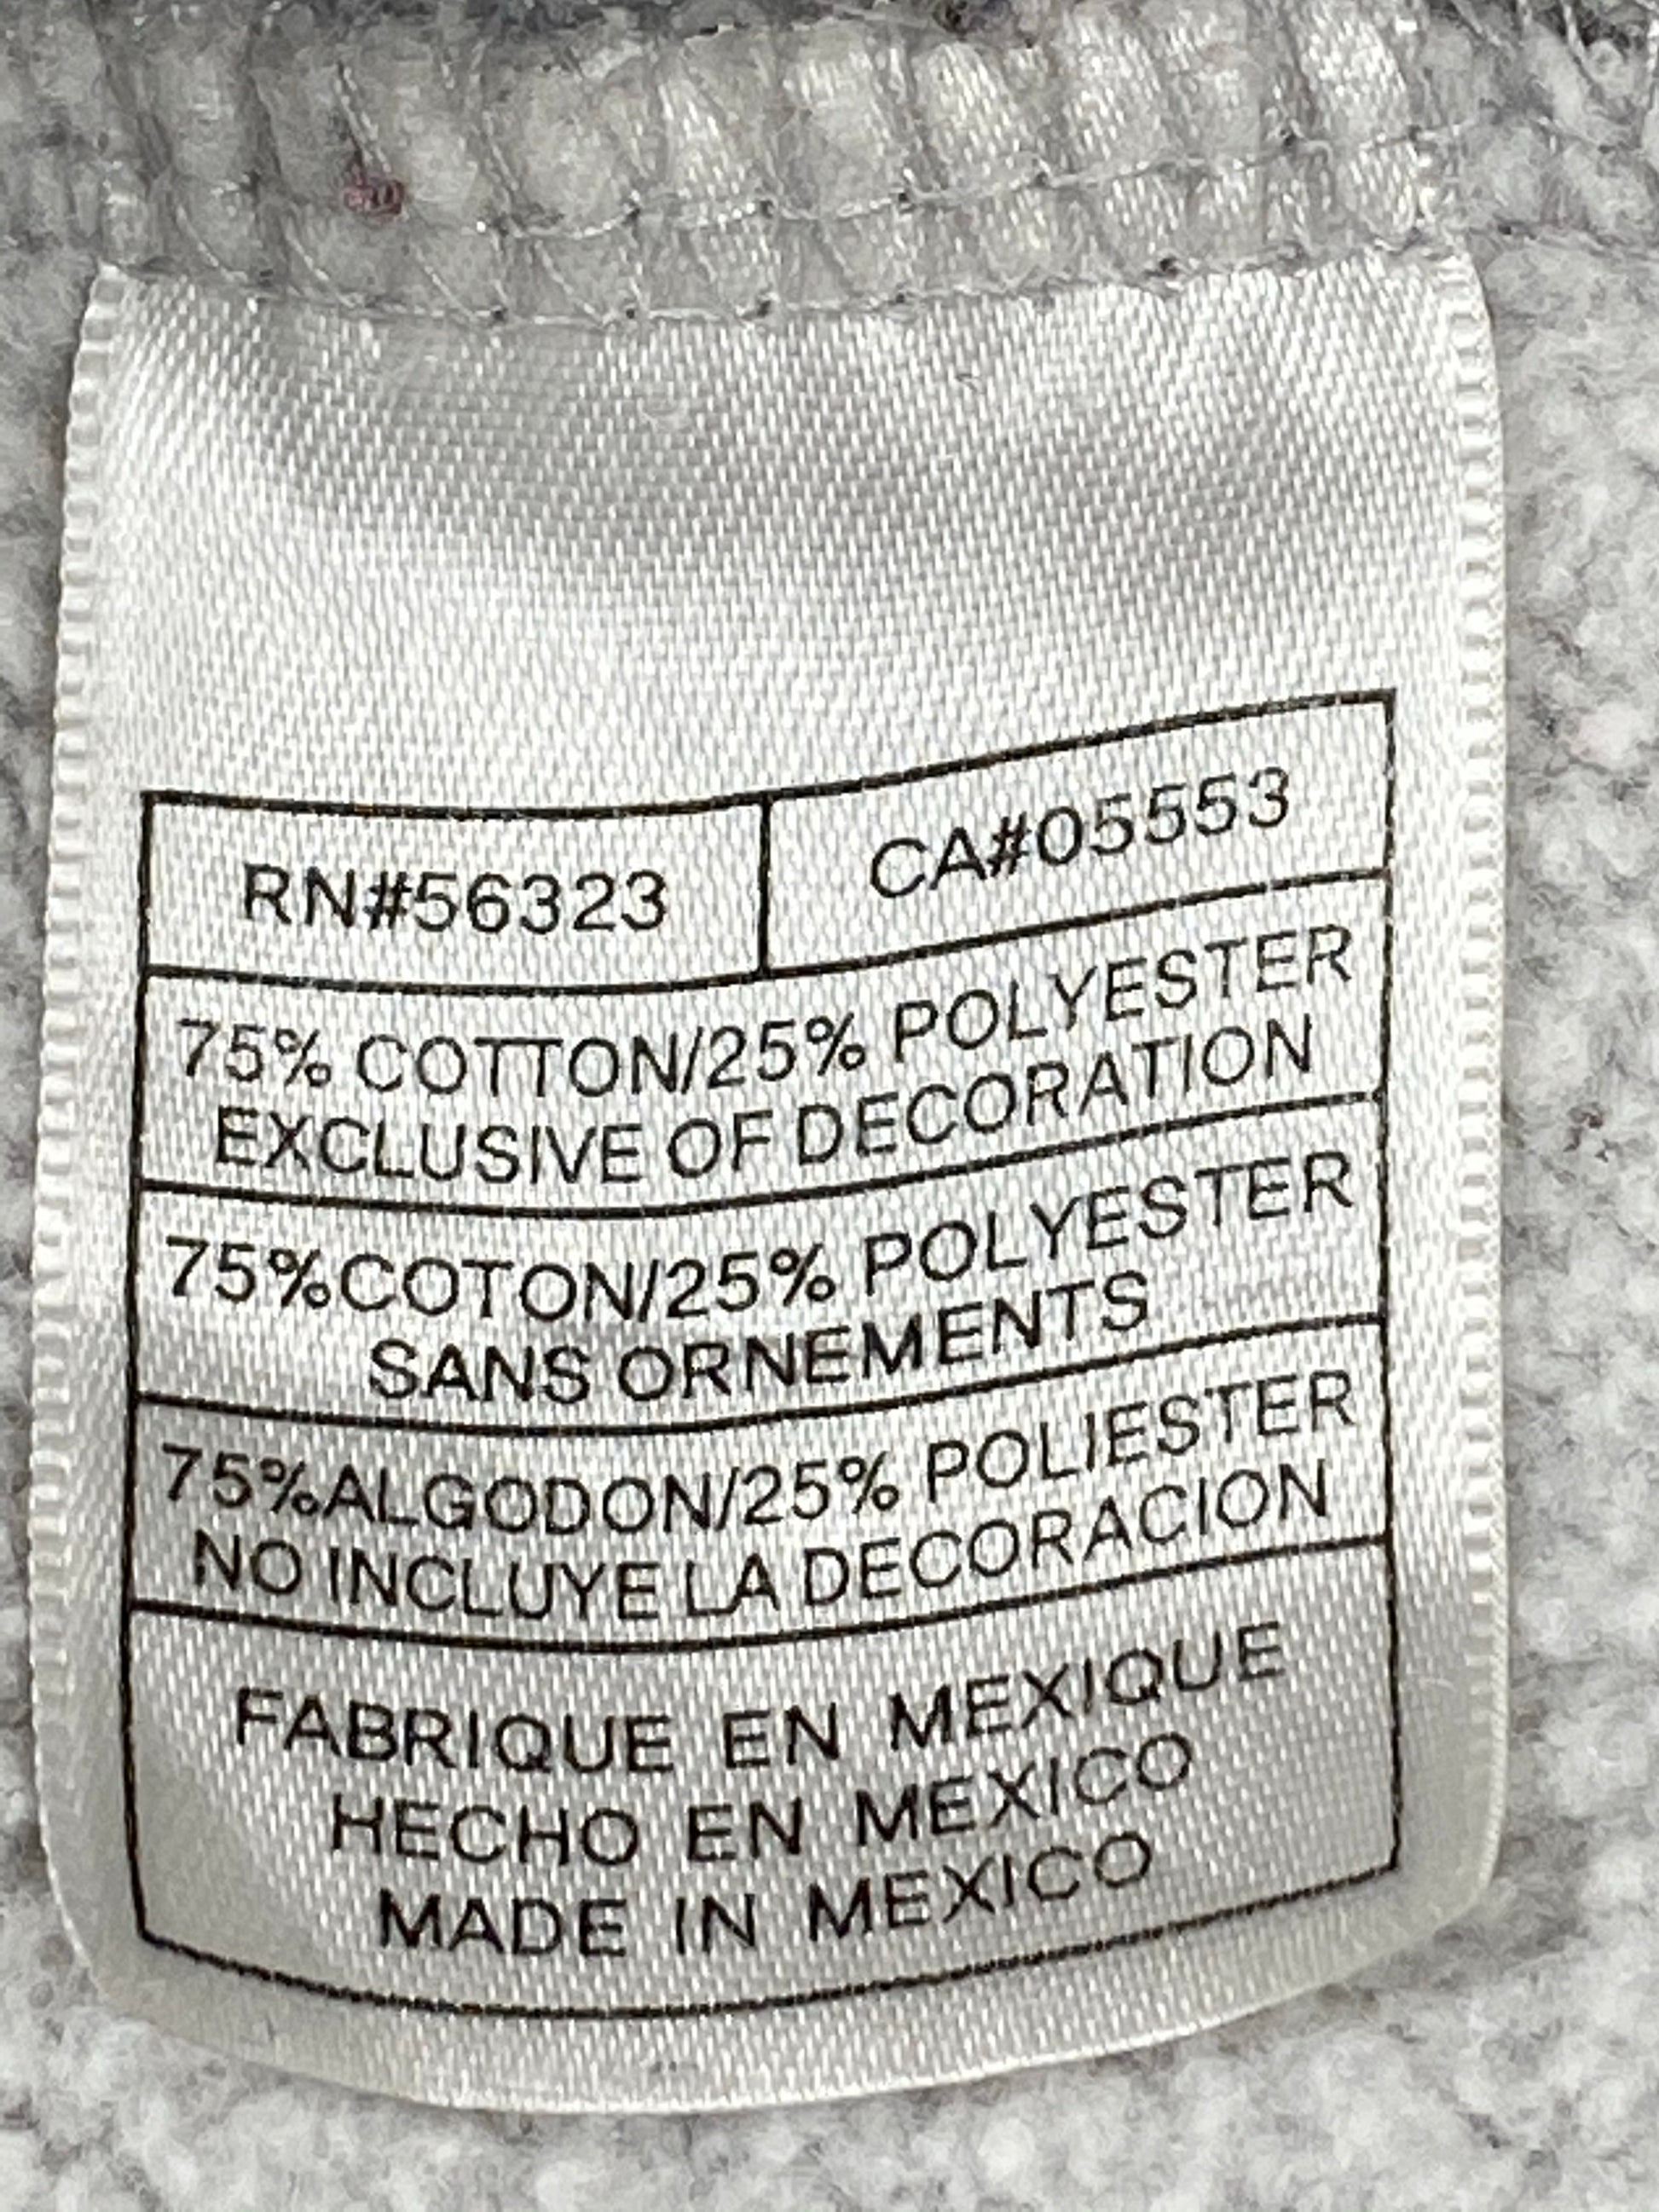 RN#56323 CA#05553
75% COTTON/25% POLYESTER
EXCLUSIVE OF DECORATION
75%COTON/25% POLYESTER
SANS ORNEMENTS
75%ALGODON/25% POLIESTER
NO INCLUYE LA DECORACION
FABRIQUE EN MEXIQUE
HECHO EN MEXICO
MADE IN MEXICO